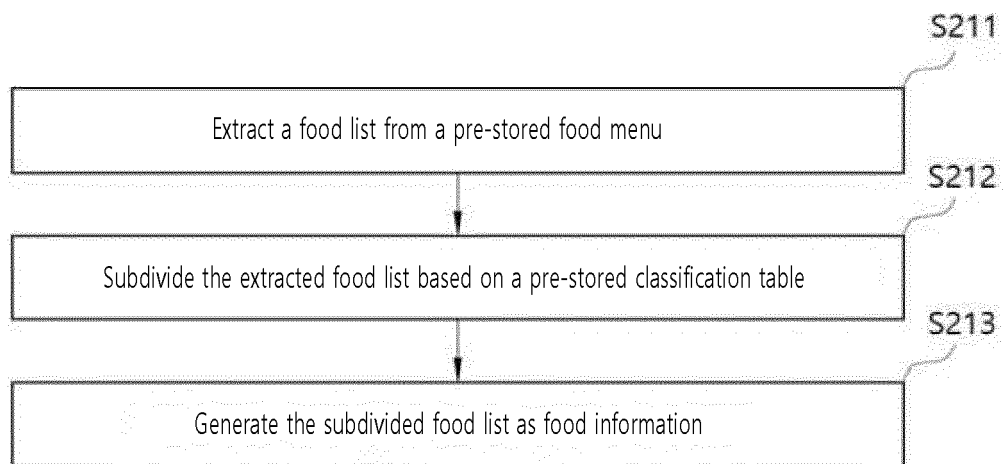 S211
Extract a food list from a pre-stored food menu
S212
Subdivide the extracted food list based on a pre-stored classification table
S213
Generate the subdivided food list as food information